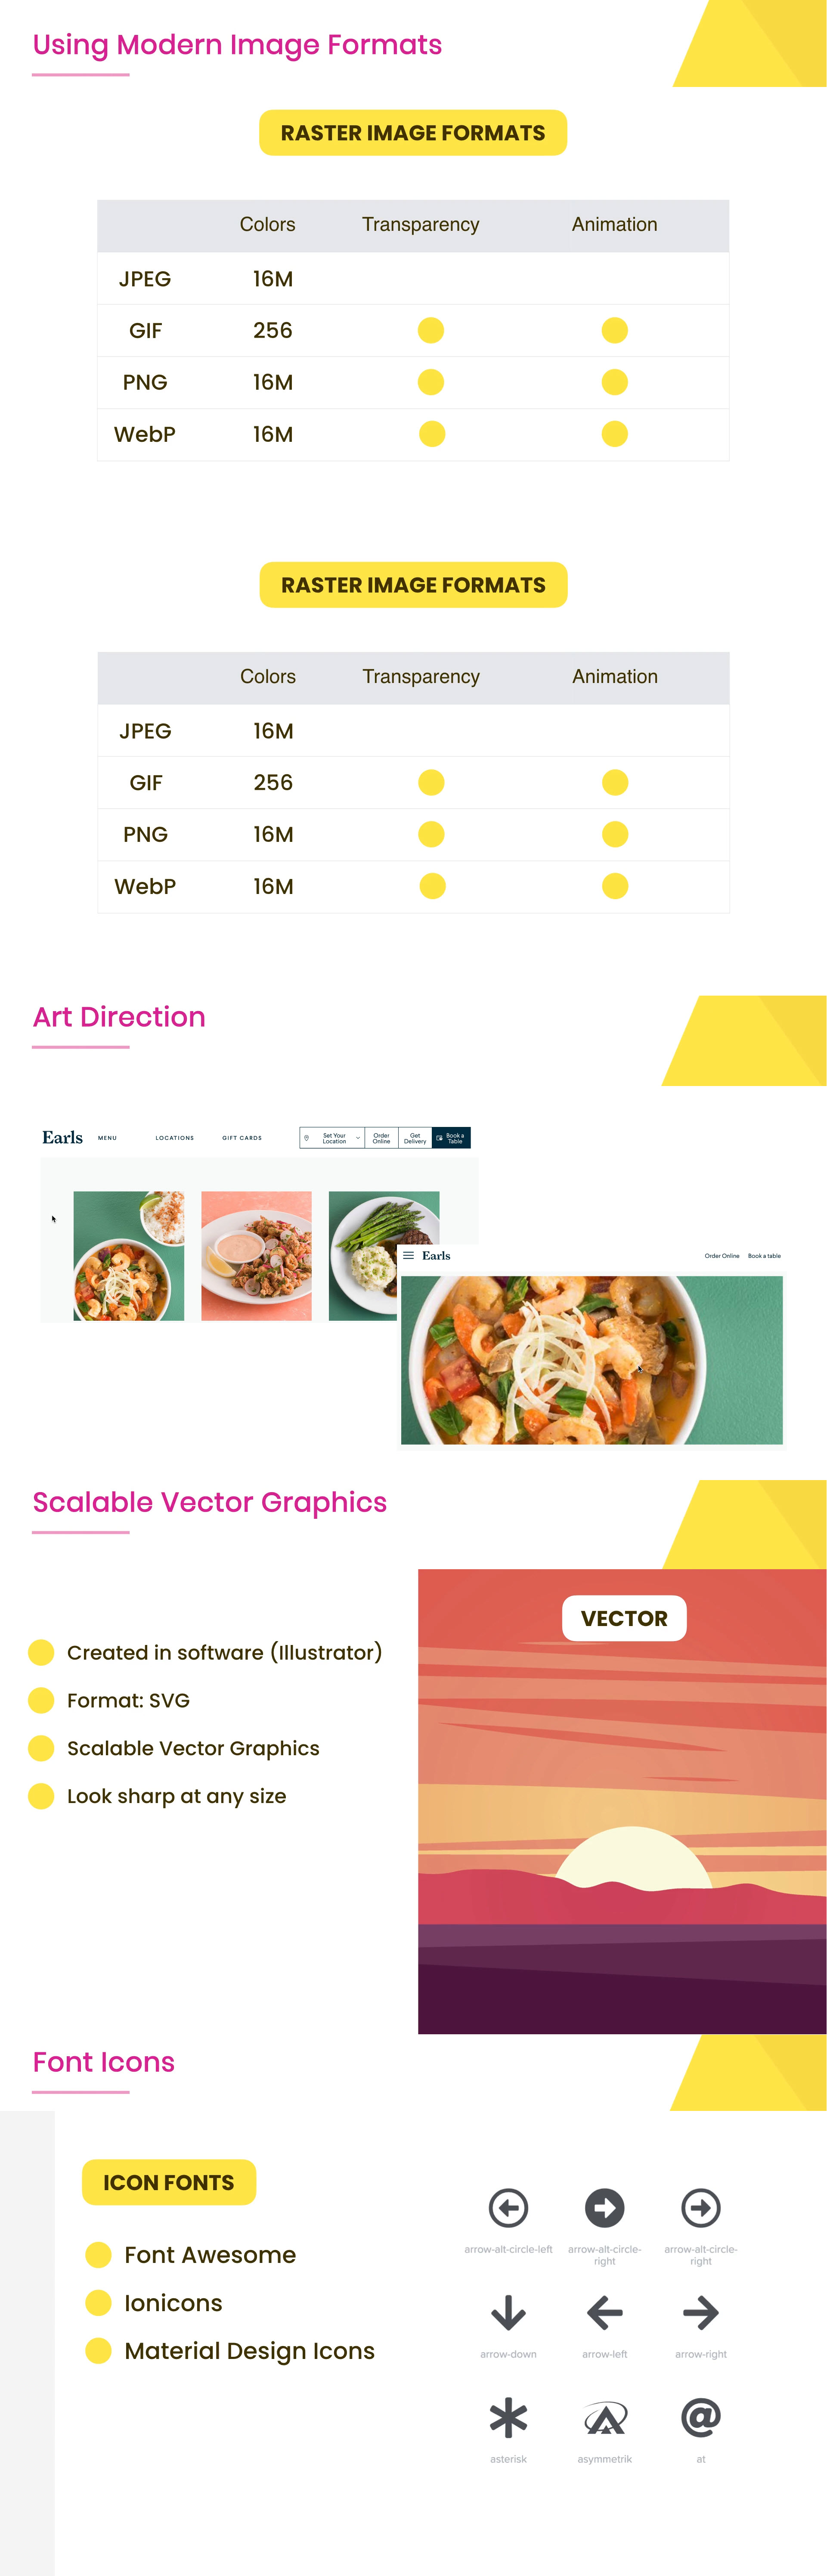 Using Modern Image Formats
RASTER IMAGE FORMATS
Colors Transparency Animation
JPEG 16M
GIF 256
PNG 16M
WebP 16M
RASTER IMAGE FORMATS
Colors Transparency Animation
JPEG 16M
GIF 256
PNG 16M
WebP 16M
Art Direction
Earls MENU LOCATIONS GIFT CARDS
Set Your
Location
Order
Online
Get
Delivery
Book a
Table
Earls Order Online Book a table
Scalable Vector Graphics
VECTOR
Created in software (Illustrator)
Format: SVG
Scalable Vector Graphics
Look sharp at any size
Font Icons
ICON FONTS
Font Awesome
Ionicons
Material Design Icons
arrow-alt-circle-left
arrow-alt-circle-
right
arrow-alt-circle-
right
arrow-down arrow-left arrow-right
@
asterisk asymmetrik at